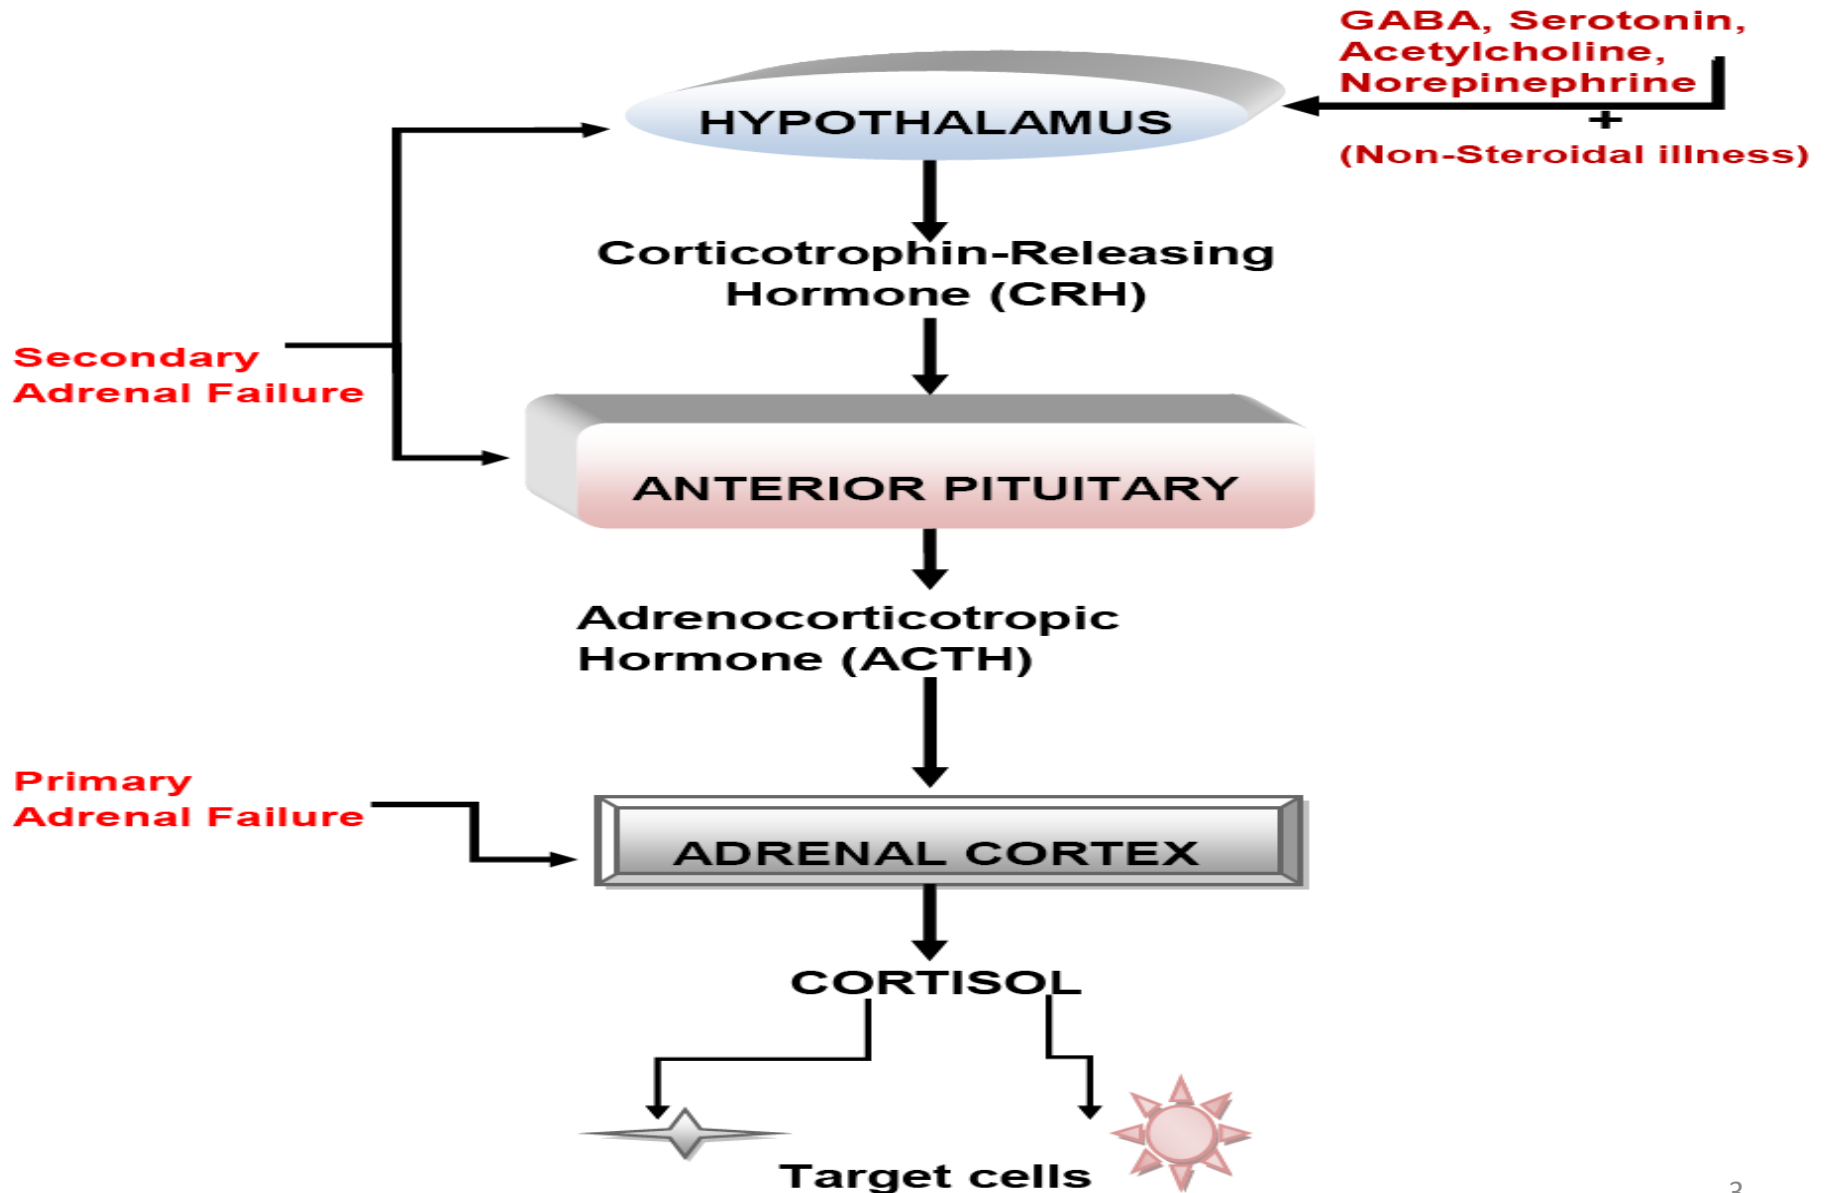 GABA, Serotonin,
Acetylcholine,
Norepinephrine
+
(Non-Steroidal illness)
HYPOTHALAMUS
Corticotrophin-Releasing
Hormone (CRH)
Secondary
Adrenal Failure
ANTERIOR PITUITARY
Adrenocorticotropic
Hormone (ACTH)
Primary
Adrenal Failure
ADRENAL CORTEX
CORTISOL
Target cells
3